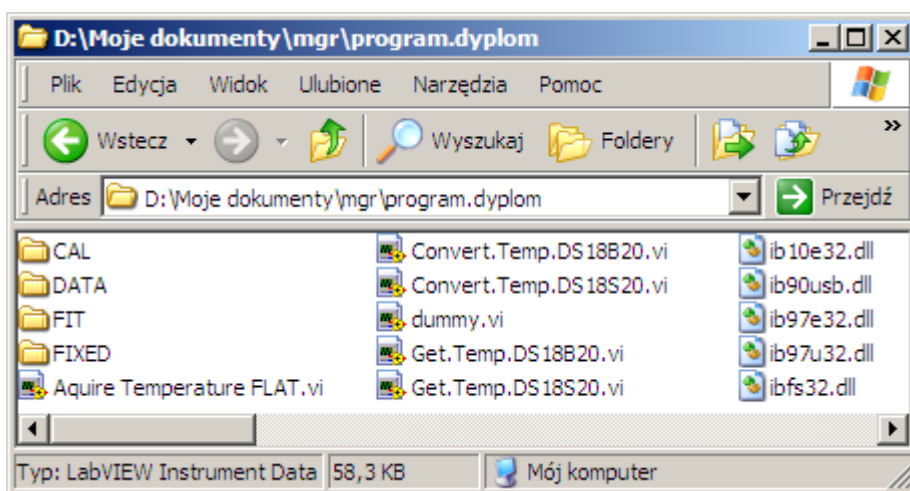 D:\Moje dokumenty\mgr\program.dyplom
Plik Edycja Widok Ulubione Narzędzia Pomoc
Wstecz Wyszukaj Foldery »
Adres D:\Moje dokumenty\mgr\program.dyplom Przejdź
CAL Convert.Temp.DS18B20.vi ib10e32.dll
DATA Convert.Temp.DS18S20.vi ib90usb.dll
FIT dummy.vi ib97e32.dll
FIXED Get.Temp.DS18B20.vi ib97u32.dll
Aquire Temperature FLAT.vi Get.Temp.DS18S20.vi ibfs32.dll
Typ: LabVIEW Instrument Data 58,3 KB Mój komputer